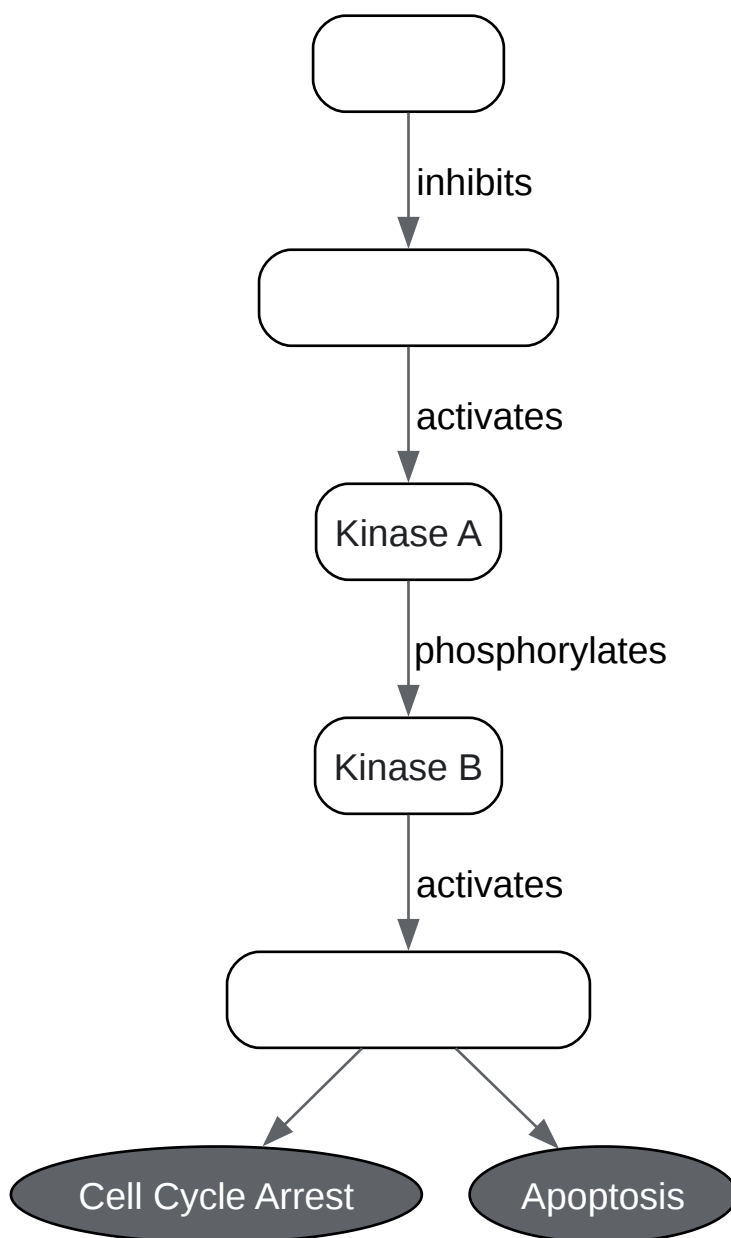 inhibits
activates
Kinase A
phosphorylates
Kinase B
activates
Cell Cycle Arrest
Apoptosis